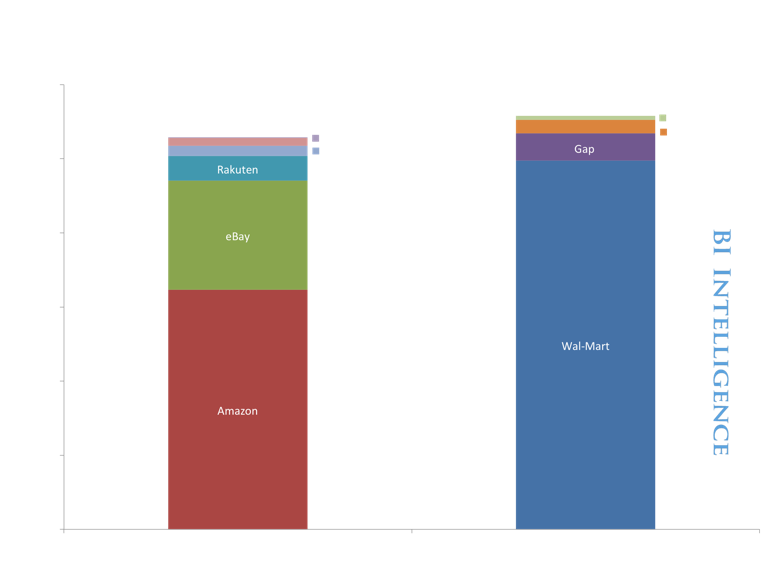 Rakuten
eBay
Amazon
Gap
Wal-Mart
BI INTELLIGENCE